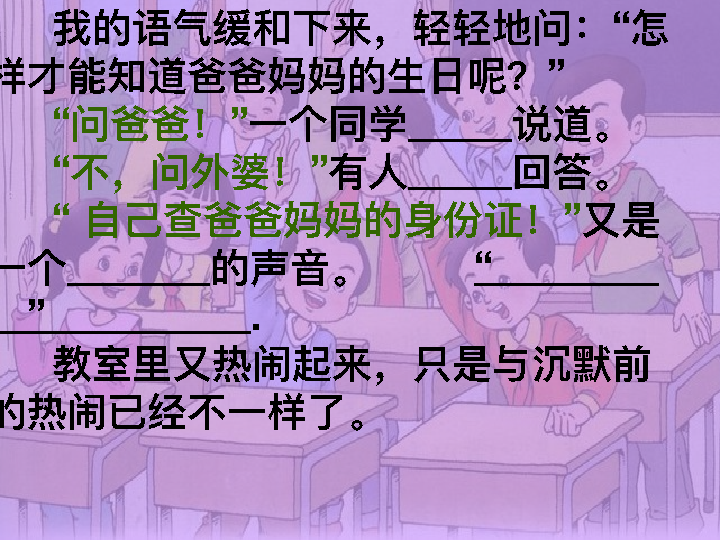 我的语气缓和下来，轻轻地问：“怎
样才能知道爸爸妈妈的生日呢？”
“问爸爸！”一个同学_____说道。
“不，问外婆！”有人_____回答。
“ 自己查爸爸妈妈的身份证！”又是
一个_______的声音。 “_________
__”__________.
教室里又热闹起来，只是与沉默前
的热闹已经不一样了。